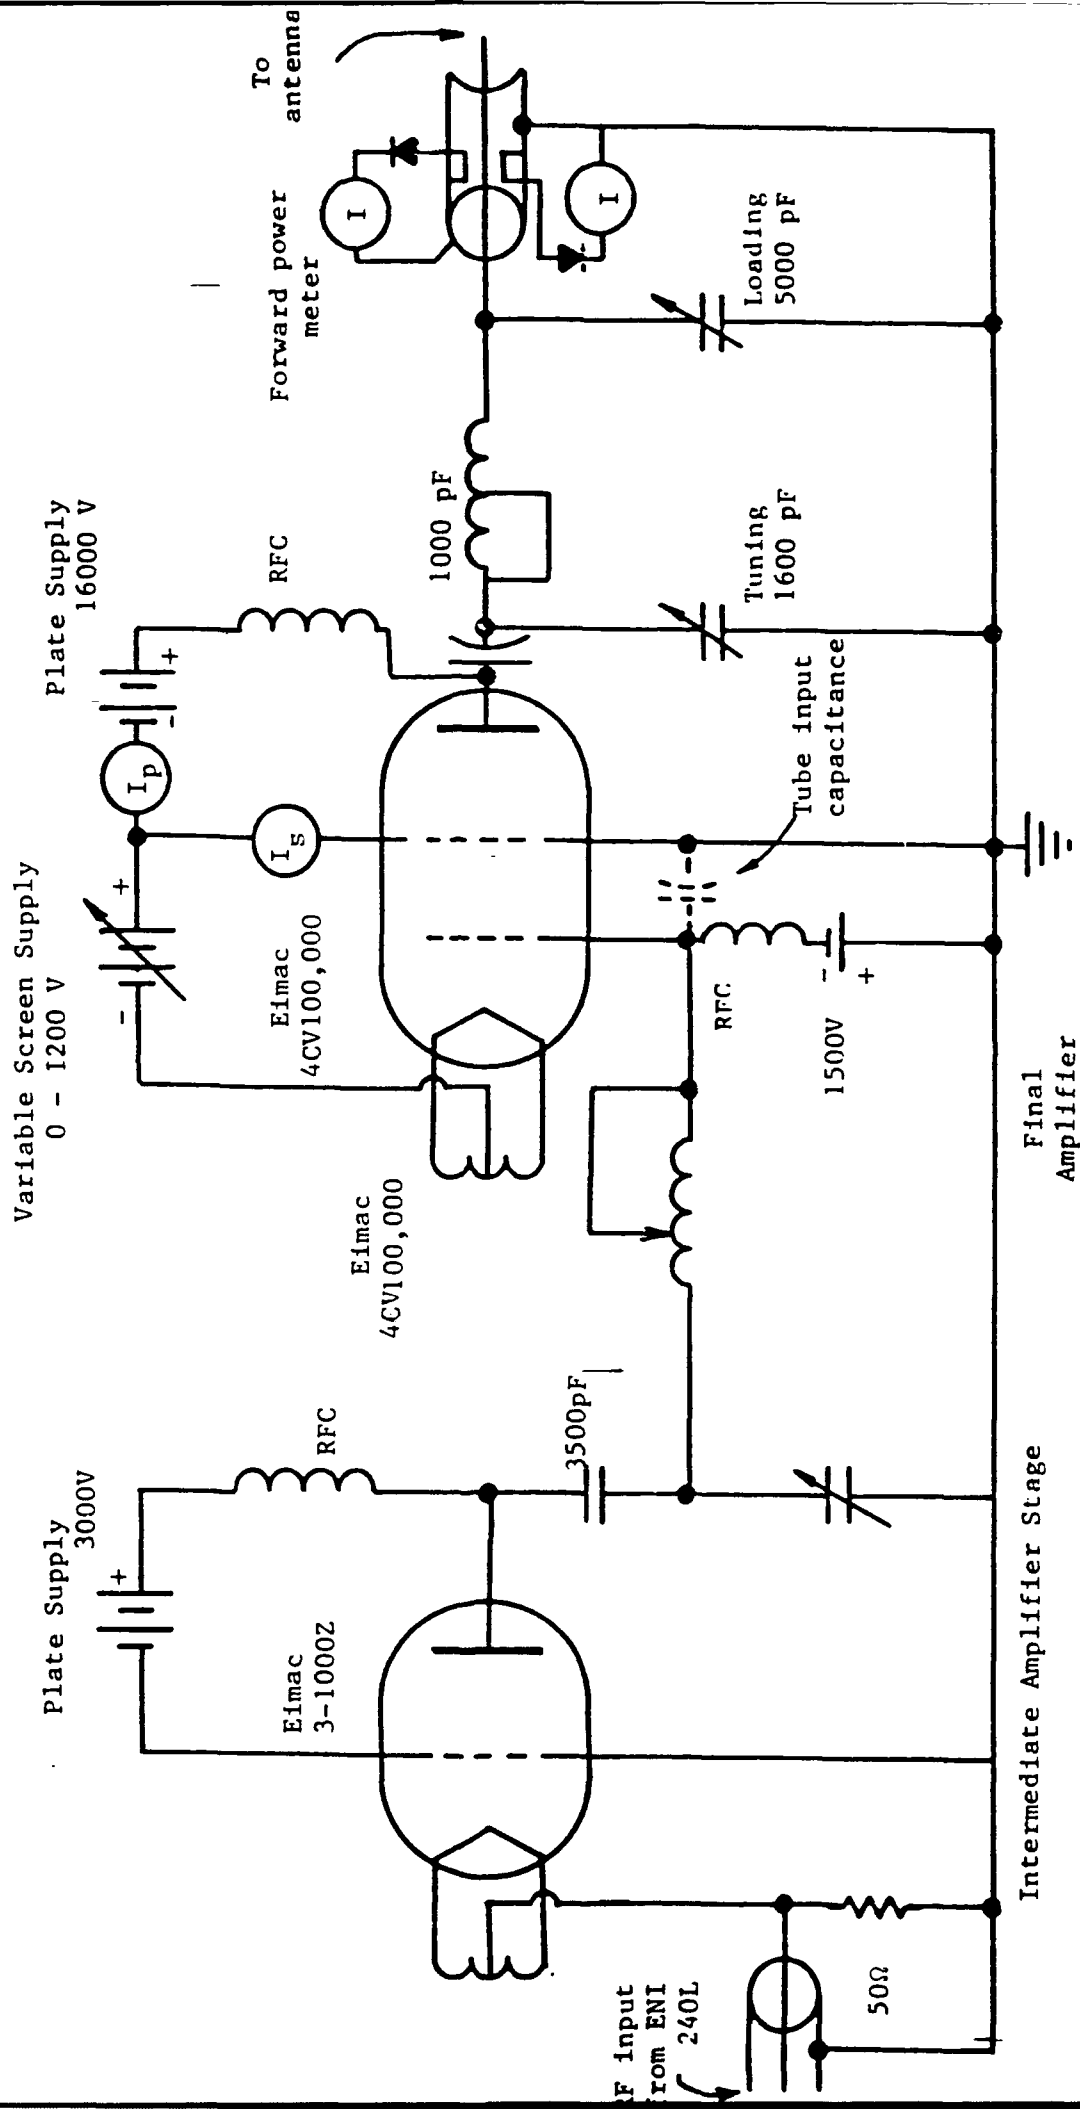 Plate Supply
3000V
+
RFC
Eimac
3-1000Z
3500pF
RF input
from ENI
240L
50Ω
Intermediate Amplifier Stage
Variable Screen Supply
0 - 1200 V
-
+
Eimac
4CV100,000
Eimac
4CV100,000
Ip
Is
Plate Supply
16000 V
-
+
RFC
1000 pF
RFC
1500V
-
+
Tube input
capacitance
Tuning
1600 pF
Loading
5000 pF
Forward power
meter
I
I
To
antenna
Final
Amplifier